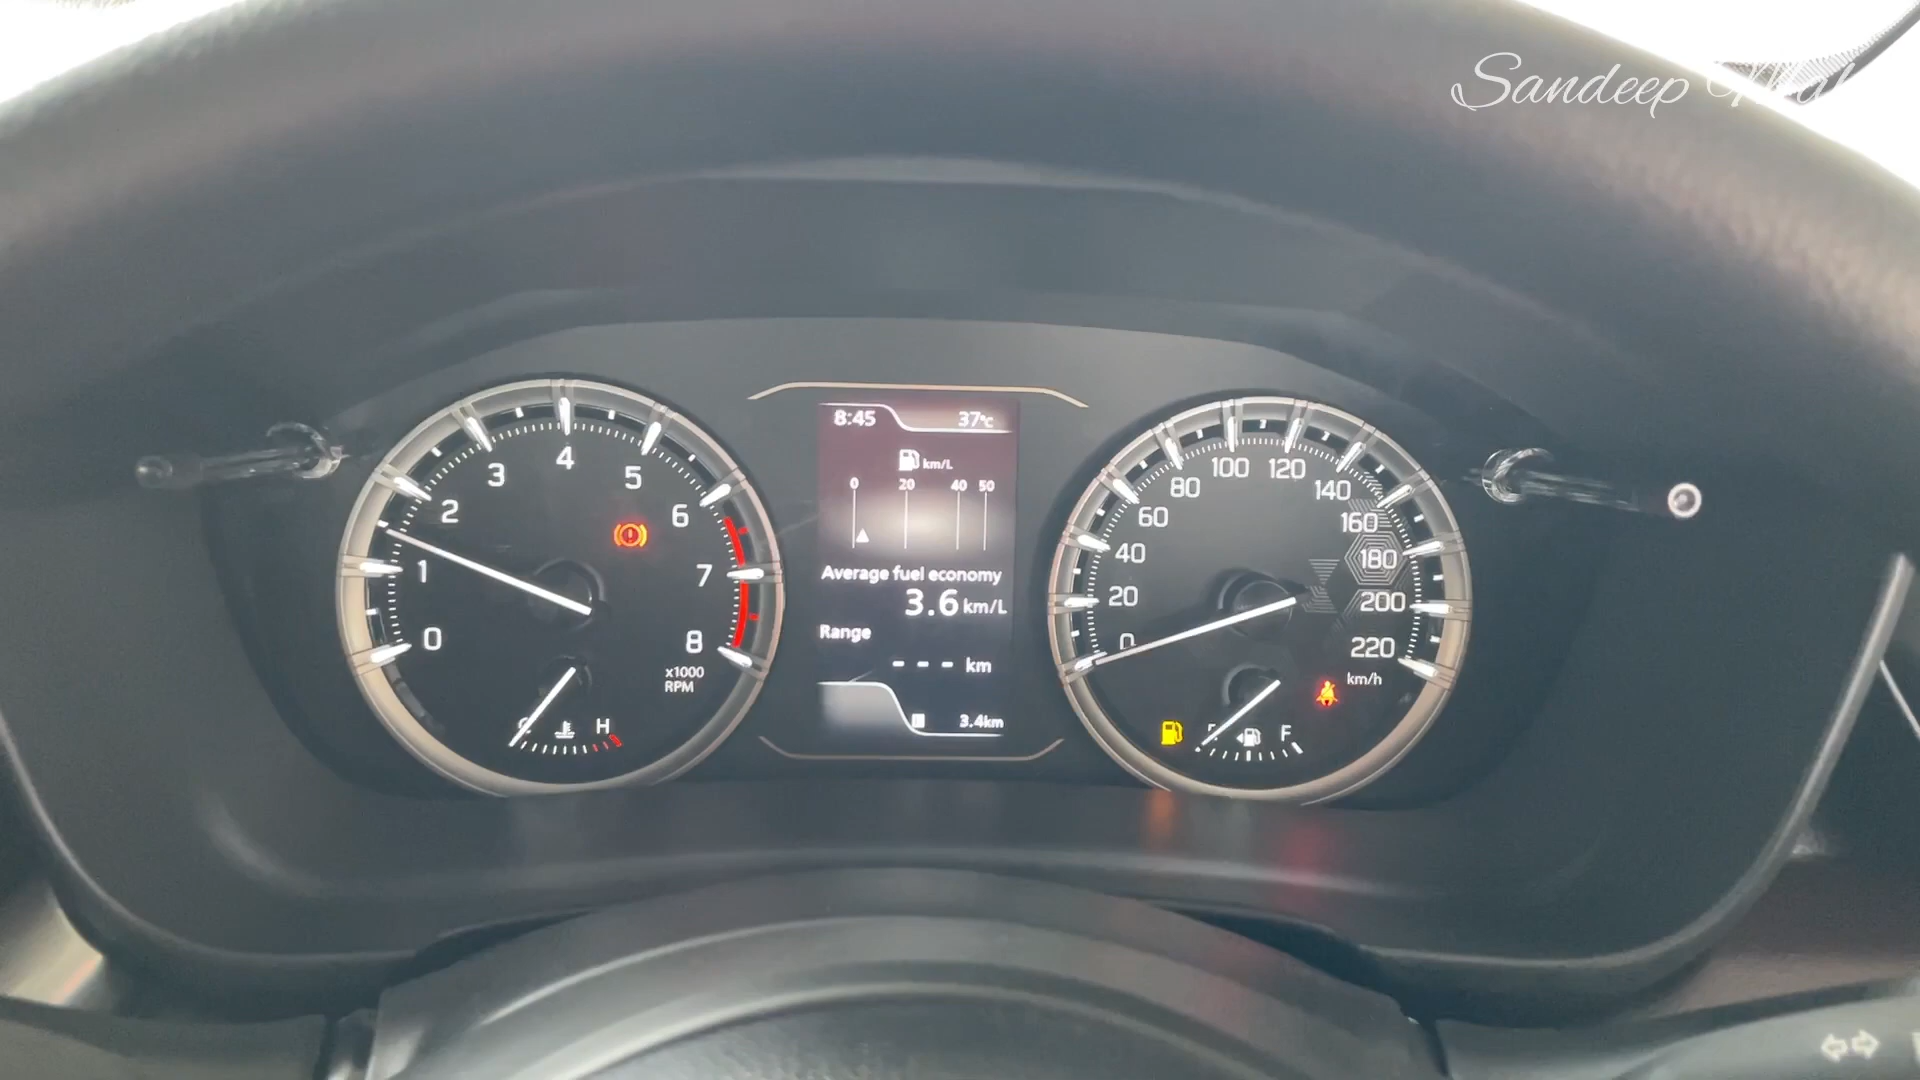 Sandeep
8:45 37°C
km/L
0 20 40 50
Average fuel economy
3.6 km/L
Range
--- km
3.4km
0 1 2 3 4 5 6 7 8
x1000
RPM
H
0 20 40 60 80 100 120 140 160 180 200 220
km/h
F